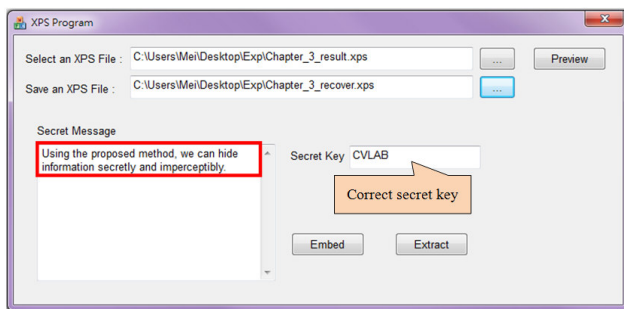 XPS Program
Select an XPS File :
C:\Users\Mei\Desktop\Exp\Chapter_3_result.xps
...
Preview
Save an XPS File :
C:\Users\Mei\Desktop\Exp\Chapter_3_recover.xps
...
Secret Message
Using the proposed method, we can hide
information secretly and imperceptibly.
Secret Key
CVLAB
Correct secret key
Embed
Extract